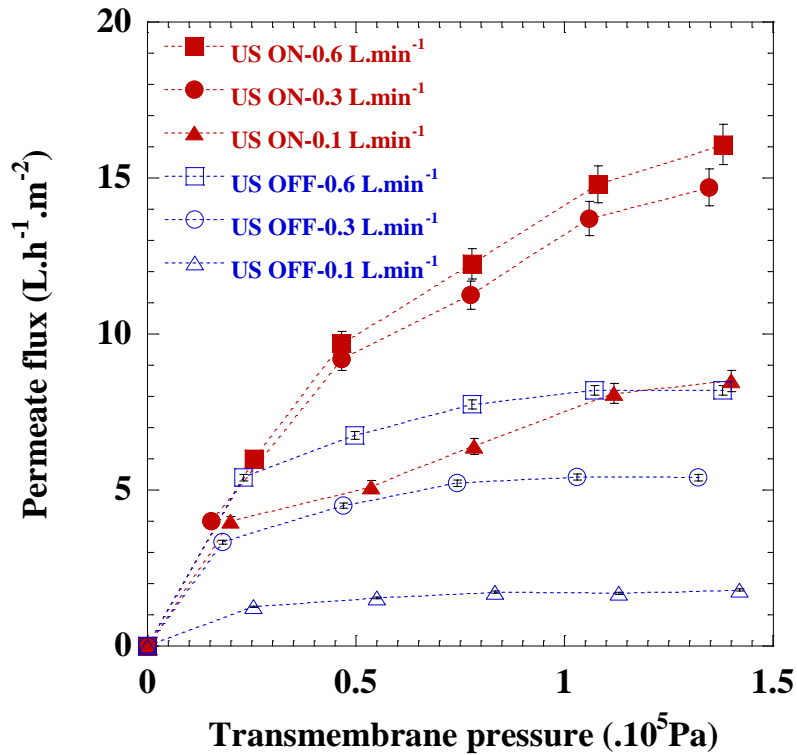 20
15
10
5
0
Permeate flux (L.h⁻¹.m⁻²)
US ON-0.6 L.min⁻¹
US ON-0.3 L.min⁻¹
US ON-0.1 L.min⁻¹
US OFF-0.6 L.min⁻¹
US OFF-0.3 L.min⁻¹
US OFF-0.1 L.min⁻¹
0 0.5 1 1.5
Transmembrane pressure (.10⁵Pa)